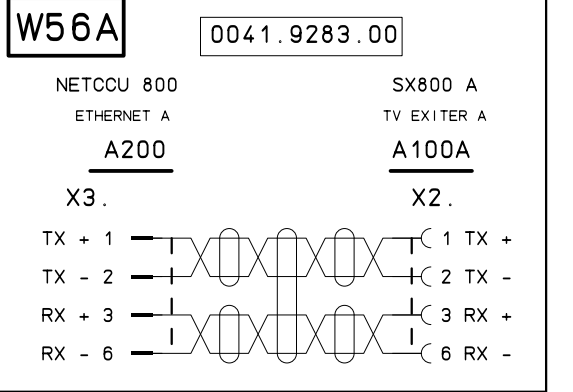 W56A
0041.9283.00
NETCCU 800 SX800 A
ETHERNET A TV EXITER A
A200 A100A
X3. X2.
TX + 1 1 TX +
TX - 2 2 TX -
RX + 3 3 RX +
RX - 6 6 RX -